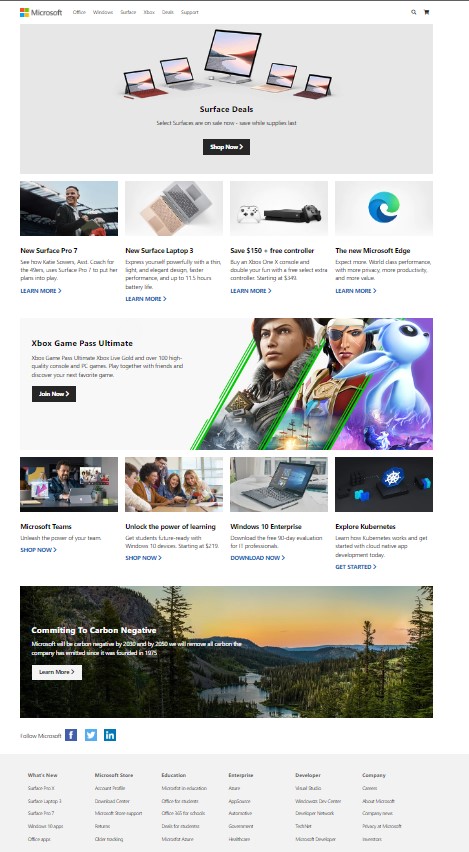 Microsoft Office Windows Surface Xbox Deals Support
Surface Deals
Select Surfaces are on sale now - save while supplies last
Shop Now
New Surface Pro 7
See how Katie Sowers, Asst. Coach for
the 49ers, uses Surface Pro 7 to put her
plans into play.
LEARN MORE
New Surface Laptop 3
Express yourself powerfully with a thin,
light, and elegant design, faster
performance, and up to 11.5 hours
battery life.
LEARN MORE
Save $150 + free controller
Buy an Xbox One X console and
double your fun with a free select extra
controller. Starting at $349.
LEARN MORE
The new Microsoft Edge
Expect more. World class performance,
with more privacy, more productivity,
and more value.
LEARN MORE
Xbox Game Pass Ultimate
Xbox Game Pass Ultimate Xbox Live Gold and over 100 high-
quality console and PC games. Play together with friends and
discover your next favorite game.
Join Now
Microsoft Teams
Unleash the power of your team.
SHOP NOW
Unlock the power of learning
Get students future-ready with
Windows 10 devices. Starting at $219.
SHOP NOW
Windows 10 Enterprise
Download the free 90-day evaluation
for IT professionals.
DOWNLOAD NOW
Explore Kubernetes
Learn how Kubernetes works and get
started with cloud native app
development today.
GET STARTED
Commiting To Carbon Negative
Microsoft will be carbon negative by 2030 and by 2050 we will remove all carbon the
company has emitted since it was founded in 1975
Learn More
Follow Microsoft
What's New
Surface Pro X
Surface Laptop 3
Surface Pro 7
Windows 10 apps
Office apps
Microsoft Store
Account Profile
Download Center
Microsoft Store support
Returns
Older tracking
Education
Microsfot in education
Office for students
Office 365 for schools
Deals for studentss
Microsoft Azure
Enterprise
Azure
AppSource
Automotive
Government
Healthcare
Developer
Visual Studio
Windowss Dev Center
Developer Network
TechNet
Microsoft Developer
Company
Careers
About Microsoft
Company news
Privacy at Microsoft
Investors